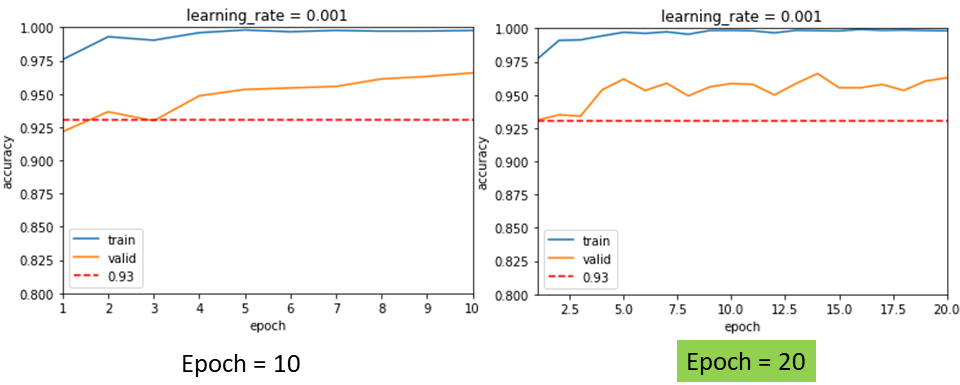 learning_rate = 0.001
1.000
0.975
0.950
0.925
0.900
0.875
0.850
0.825
0.800
accuracy
train
valid
0.93
1 2 3 4 5 6 7 8 9 10
epoch
Epoch = 10
learning_rate = 0.001
1.000
0.975
0.950
0.925
0.900
0.875
0.850
0.825
0.800
accuracy
train
valid
0.93
2.5 5.0 7.5 10.0 12.5 15.0 17.5 20.0
epoch
Epoch = 20